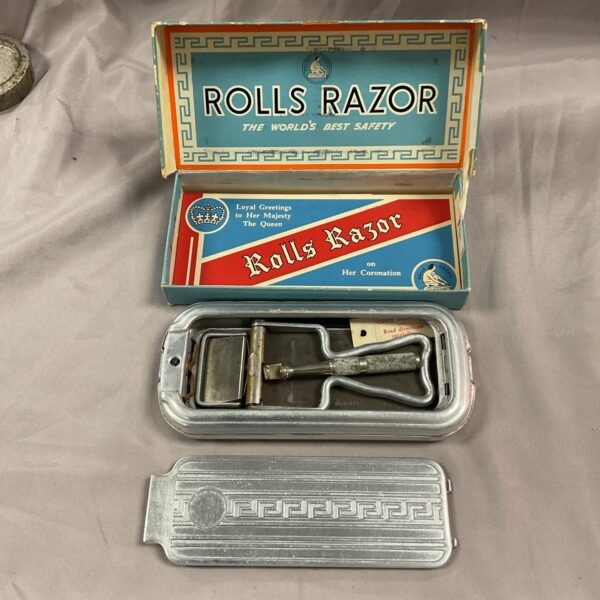 ROLLS RAZOR
THE WORLD'S BEST SAFETY
Loyal Greetings
to Her Majesty
The Queen
Rolls Razor
on
Her Coronation
Read directions